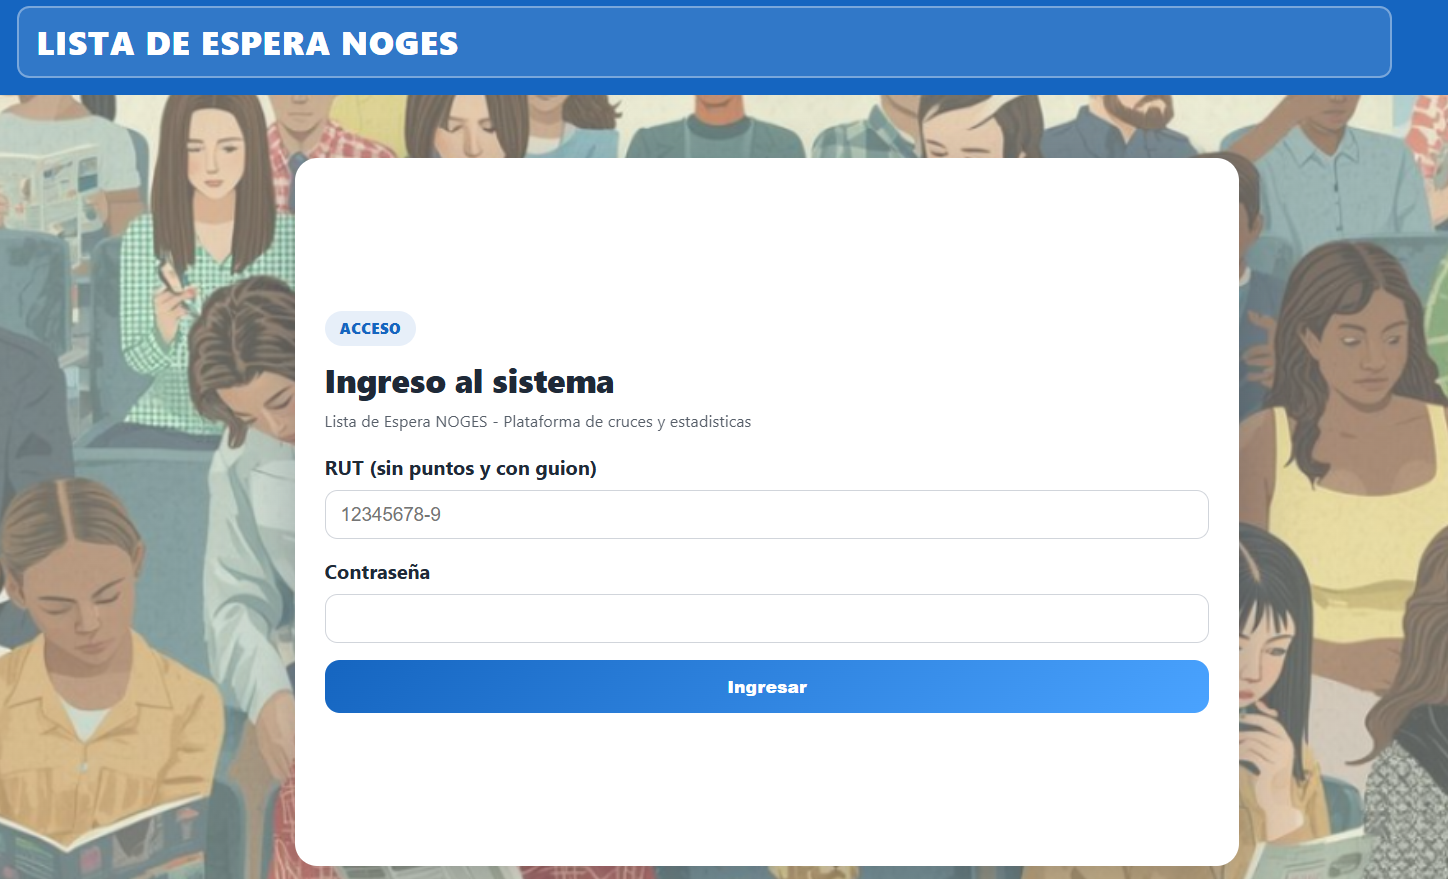 LISTA DE ESPERA NOGES
ACCESO
Ingreso al sistema
Lista de Espera NOGES - Plataforma de cruces y estadisticas
RUT (sin puntos y con guion)
12345678-9
Contraseña
Ingresar